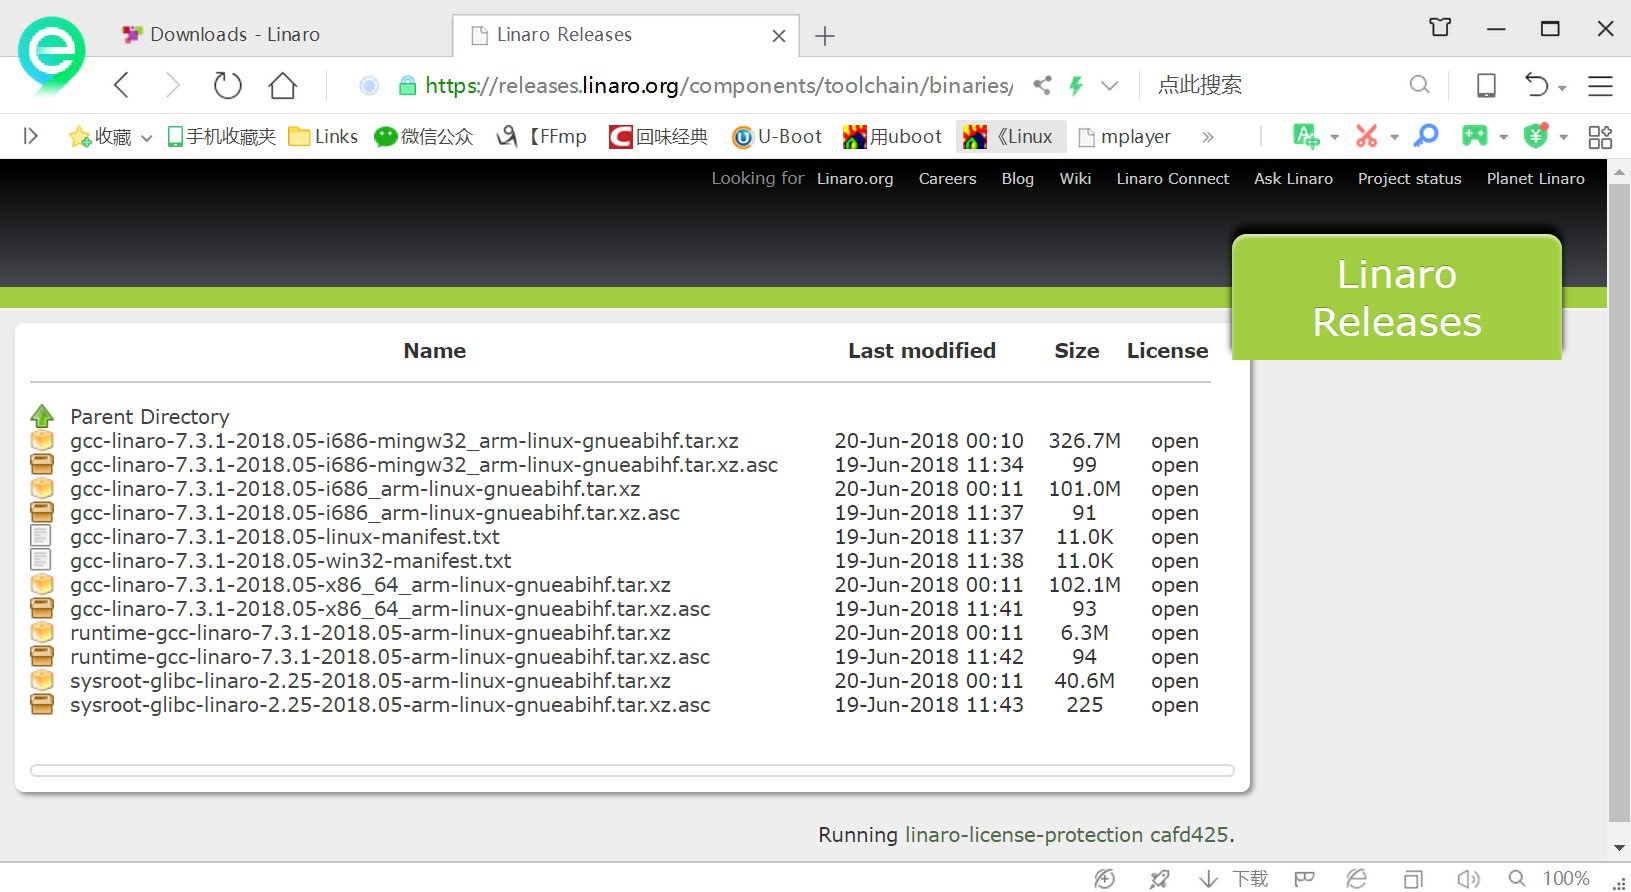 Downloads - Linaro
Linaro Releases
https://releases.linaro.org/components/toolchain/binaries/
点此搜索
收藏 手机收藏夹 Links 微信公众 【FFmp 回味经典 U-Boot 用uboot 《Linux mplayer »
Looking for Linaro.org Careers Blog Wiki Linaro Connect Ask Linaro Project status Planet Linaro
Linaro
Releases
Name Last modified Size License
Parent Directory
gcc-linaro-7.3.1-2018.05-i686-mingw32_arm-linux-gnueabihf.tar.xz 20-Jun-2018 00:10 326.7M open
gcc-linaro-7.3.1-2018.05-i686-mingw32_arm-linux-gnueabihf.tar.xz.asc 19-Jun-2018 11:34 99 open
gcc-linaro-7.3.1-2018.05-i686_arm-linux-gnueabihf.tar.xz 20-Jun-2018 00:11 101.0M open
gcc-linaro-7.3.1-2018.05-i686_arm-linux-gnueabihf.tar.xz.asc 19-Jun-2018 11:37 91 open
gcc-linaro-7.3.1-2018.05-linux-manifest.txt 19-Jun-2018 11:37 11.0K open
gcc-linaro-7.3.1-2018.05-win32-manifest.txt 19-Jun-2018 11:38 11.0K open
gcc-linaro-7.3.1-2018.05-x86_64_arm-linux-gnueabihf.tar.xz 20-Jun-2018 00:11 102.1M open
gcc-linaro-7.3.1-2018.05-x86_64_arm-linux-gnueabihf.tar.xz.asc 19-Jun-2018 11:41 93 open
runtime-gcc-linaro-7.3.1-2018.05-arm-linux-gnueabihf.tar.xz 20-Jun-2018 00:11 6.3M open
runtime-gcc-linaro-7.3.1-2018.05-arm-linux-gnueabihf.tar.xz.asc 19-Jun-2018 11:42 94 open
sysroot-glibc-linaro-2.25-2018.05-arm-linux-gnueabihf.tar.xz 20-Jun-2018 00:11 40.6M open
sysroot-glibc-linaro-2.25-2018.05-arm-linux-gnueabihf.tar.xz.asc 19-Jun-2018 11:43 225 open
Running linaro-license-protection cafd425.
下载 100%